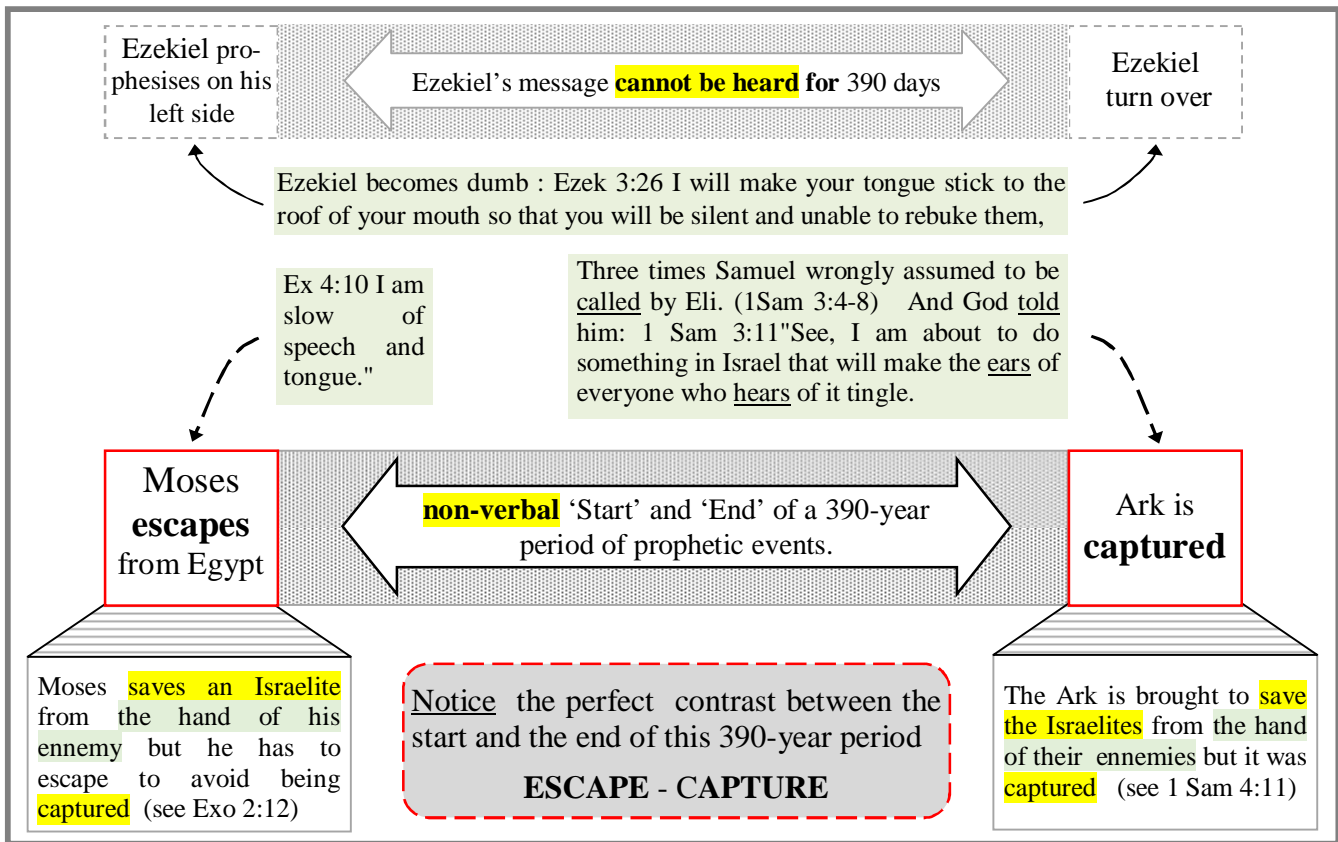 Ezekiel pro-
phesises on his
left side
Ezekiel’s message cannot be heard for 390 days
Ezekiel
turn over
Ezekiel becomes dumb : Ezek 3:26 I will make your tongue stick to the
roof of your mouth so that you will be silent and unable to rebuke them,
Ex 4:10 I am
slow of
speech and
tongue."
Three times Samuel wrongly assumed to be
called by Eli. (1Sam 3:4-8) And God told
him: 1 Sam 3:11"See, I am about to do
something in Israel that will make the ears of
everyone who hears of it tingle.
Moses
escapes
from Egypt
non-verbal ‘Start’ and ‘End’ of a 390-year
period of prophetic events.
Ark is
captured
Moses saves an Israelite
from the hand of his
ennemy but he has to
escape to avoid being
captured (see Exo 2:12)
Notice the perfect contrast between the
start and the end of this 390-year period
ESCAPE - CAPTURE
The Ark is brought to save
the Israelites from the hand
of their ennemies but it was
captured (see 1 Sam 4:11)